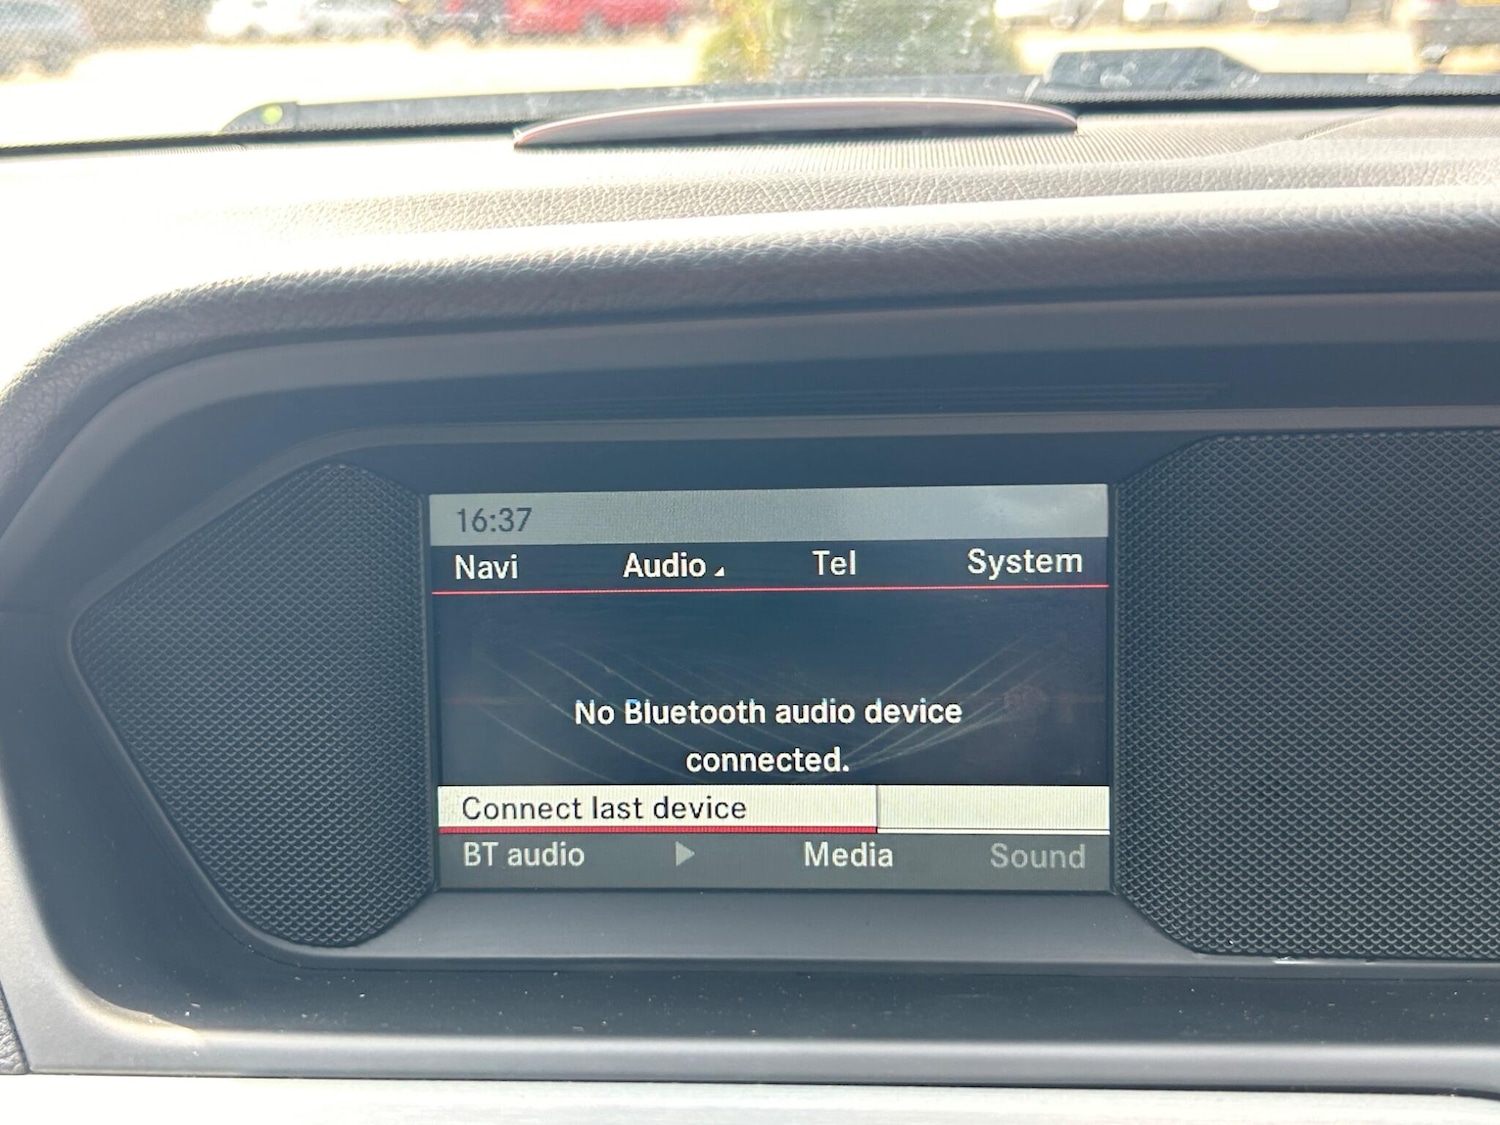 16:37
Navi Audio Tel System
No Bluetooth audio device
connected.
Connect last device
BT audio Media Sound